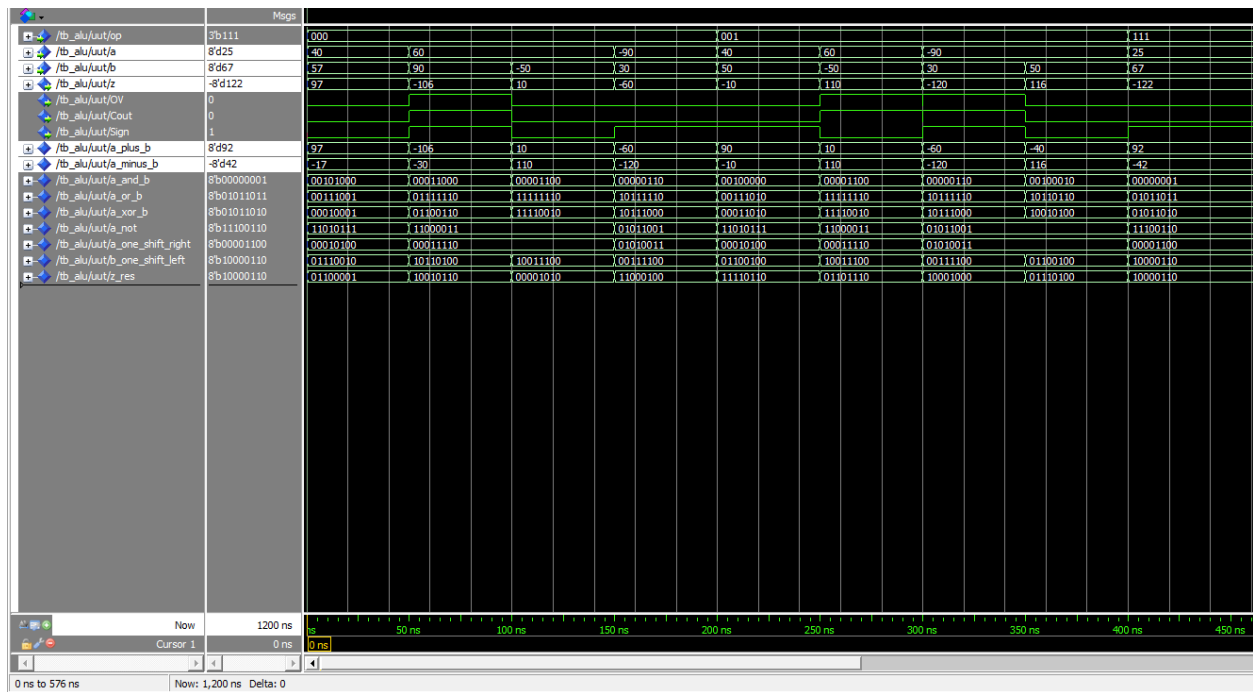 Msgs
/tb_alu/uut/op 3'b111 000 001 111
/tb_alu/uut/a 8'd25 40 60 -90 40 60 -90 25
/tb_alu/uut/b 8'd67 57 90 -50 30 50 -50 30 50 67
/tb_alu/uut/z -8'd122 97 -106 10 -60 -10 110 -120 116 -122
/tb_alu/uut/OV 0
/tb_alu/uut/Cout 0
/tb_alu/uut/Sign 1
/tb_alu/uut/a_plus_b 8'd92 97 -106 10 -60 90 10 -60 -40 92
/tb_alu/uut/a_minus_b -8'd42 -17 -30 110 -120 -10 110 -120 116 -42
/tb_alu/uut/a_and_b 8'b00000001 00101000 00011000 00001100 00000110 00100000 00001100 00000110 00100010 00000001
/tb_alu/uut/a_or_b 8'b01011011 00111001 01111110 11111110 10111110 00111010 11111110 10111110 10110110 01011011
/tb_alu/uut/a_xor_b 8'b01011010 00010001 01100110 11110010 10111000 00011010 11110010 10111000 10010100 01011010
/tb_alu/uut/a_not 8'b11100110 11010111 11000011 01011001 11010111 11000011 01011001 11100110
/tb_alu/uut/a_one_shift_right 8'b00001100 00010100 00011110 01010011 00010100 00011110 01010011 00001100
/tb_alu/uut/b_one_shift_left 8'b10000110 01110010 10110100 10011100 00111100 01100100 10011100 00111100 01100100 10000110
/tb_alu/uut/z_res 8'b10000110 01100001 10010110 00001010 11000100 11110110 01101110 10001000 01110100 10000110
Now 1200 ns ns 50 ns 100 ns 150 ns 200 ns 250 ns 300 ns 350 ns 400 ns 450 ns
Cursor 1 0 ns 0 ns
0 ns to 576 ns Now: 1,200 ns Delta: 0